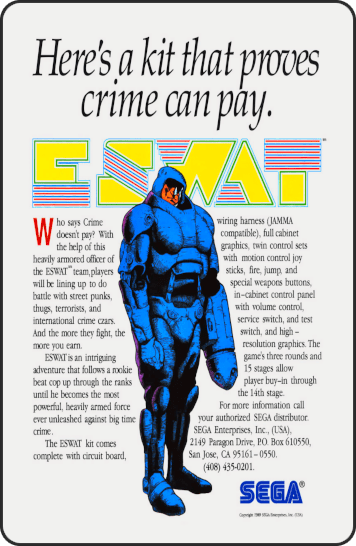 Here's a kit that proves
crime can pay.
ESWAT™
Who says Crime
doesn't pay? With
the help of this
heavily armored officer of
the ESWAT™ team, players
will be lining up to do
battle with street punks,
thugs, terrorists, and
international crime czars.
And the more they fight, the
more you earn.
ESWAT is an intriguing
adventure that follows a rookie
beat cop up through the ranks
until he becomes the most
powerful, heavily armed force
ever unleashed against big time
crime.
The ESWAT kit comes
complete with circuit board,
wiring harness (JAMMA
compatible), full cabinet
graphics, twin control sets
with motion control joy
sticks, fire, jump, and
special weapons buttons,
in-cabinet control panel
with volume control,
service switch, and test
switch, and high-
resolution graphics. The
game's three rounds and
15 stages allow
player buy-in through
the 14th stage.
For more information call
your authorized SEGA distributor.
SEGA Enterprises, Inc., (USA),
2149 Paragon Drive, P.O. Box 610550,
San Jose, CA 95161-0550.
(408) 435-0201.
SEGA®
Copyright 1989 SEGA Enterprises, Inc. (USA)